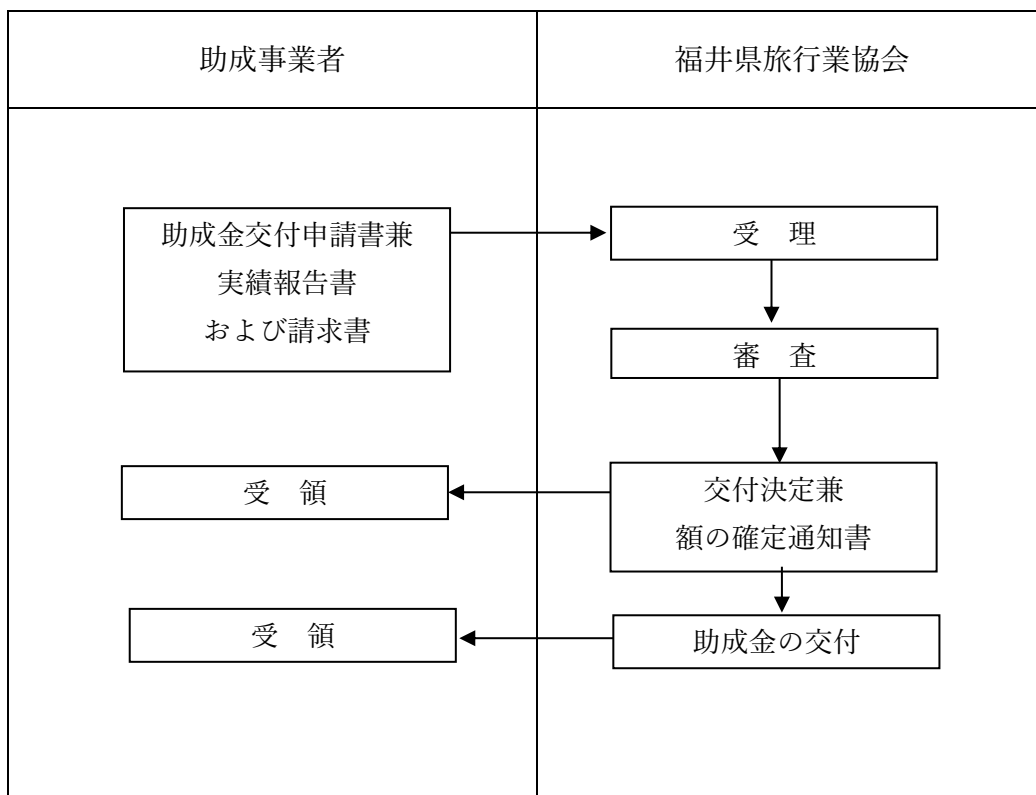 助成事業者
福井県旅行業協会
助成金交付申請書兼
実績報告書
および請求書
受　理
審　査
交付決定兼
額の確定通知書
受　領
助成金の交付
受　領